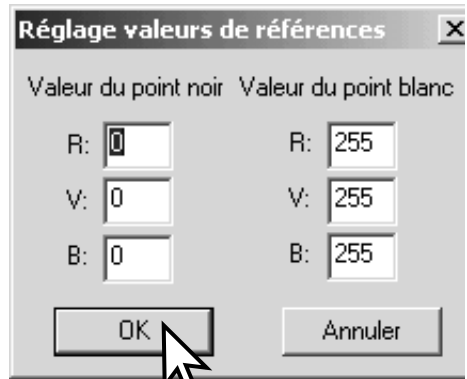 Réglage valeurs de références
Valeur du point noir Valeur du point blanc
R: 0 R: 255
V: 0 V: 255
B: 0 B: 255
OK Annuler